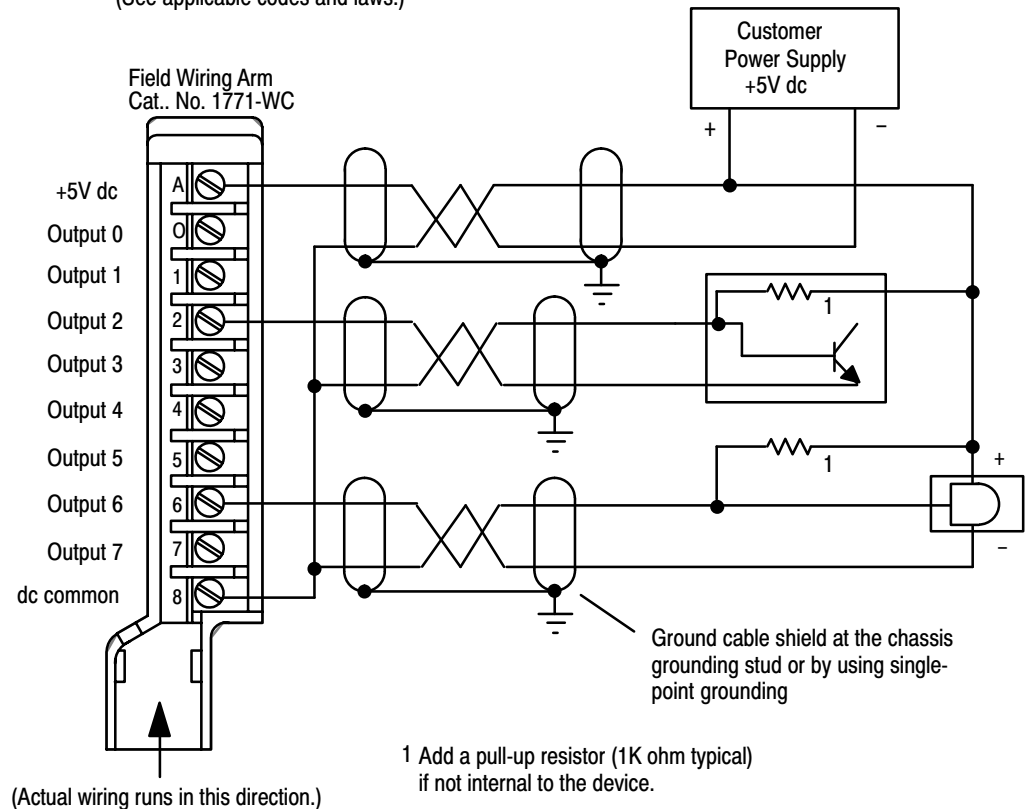 (See applicable codes and laws.)
Customer
Power Supply
+5V dc
+
−
Field Wiring Arm
Cat.. No. 1771-WC
+5V dc
A
Output 0
O
Output 1
1
Output 2
2
Output 3
3
Output 4
4
Output 5
5
Output 6
6
Output 7
7
dc common
8
1
1
+
−
Ground cable shield at the chassis
grounding stud or by using single-
point grounding
1 Add a pull-up resistor (1K ohm typical)
if not internal to the device.
(Actual wiring runs in this direction.)